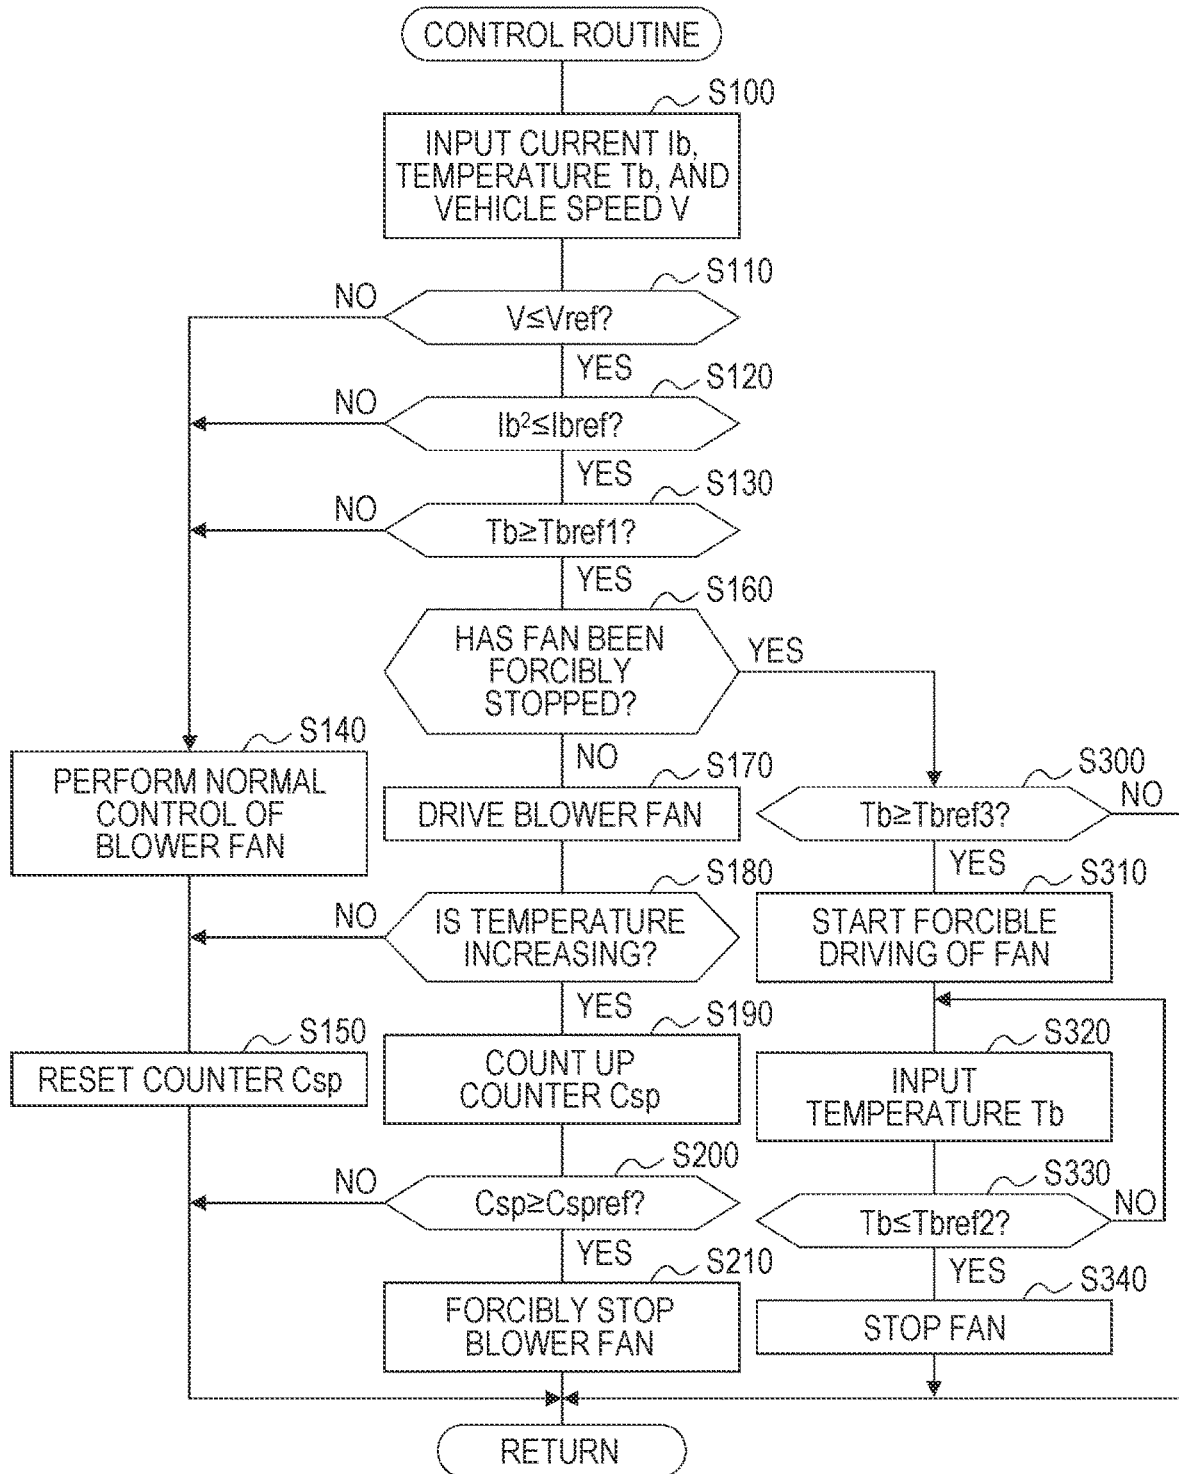 CONTROL ROUTINE
S100
INPUT CURRENT Ib,
TEMPERATURE Tb, AND
VEHICLE SPEED V
S110
NO
V≤Vref?
YES
S120
NO
Ib²≤Ibref?
YES
S130
NO
Tb≥Tbref1?
YES
S160
HAS FAN BEEN
FORCIBLY
STOPPED?
YES
NO
S140
PERFORM NORMAL
CONTROL OF
BLOWER FAN
S170
DRIVE BLOWER FAN
S300
Tb≥Tbref3?
NO
YES
S180
NO
IS TEMPERATURE
INCREASING?
YES
S310
START FORCIBLE
DRIVING OF FAN
S150
RESET COUNTER Csp
S190
COUNT UP
COUNTER Csp
S320
INPUT
TEMPERATURE Tb
S200
NO
Csp≥Cspref?
YES
S330
Tb≤Tbref2?
NO
YES
S210
FORCIBLY STOP
BLOWER FAN
S340
STOP FAN
RETURN